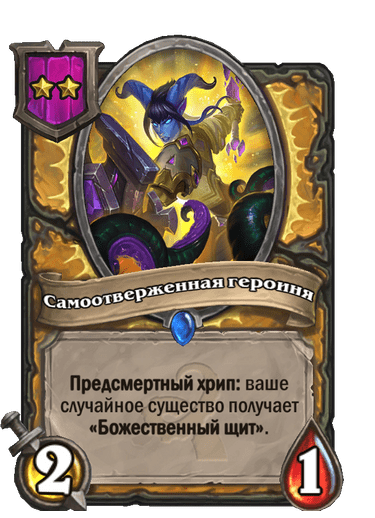 Самоотверженная героиня
Предсмертный хрип: ваше
случайное существо получает
«Божественный щит».
2
1